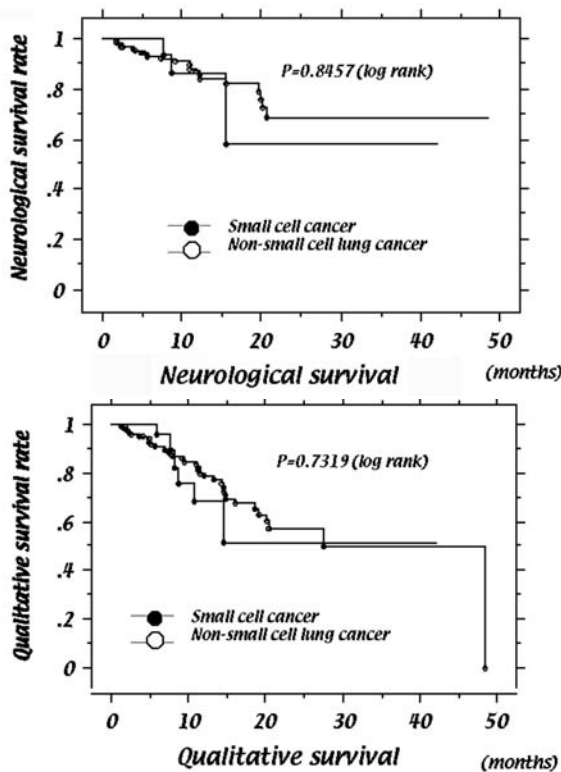 Neurological survival rate
1
.8
.6
.4
.2
0
P=0.8457 (log rank)
Small cell cancer
Non-small cell lung cancer
0 10 20 30 40 50
Neurological survival (months)
Qualitative survival rate
1
.8
.6
.4
.2
0
P=0.7319 (log rank)
Small cell cancer
Non-small cell lung cancer
0 10 20 30 40 50
Qualitative survival (months)